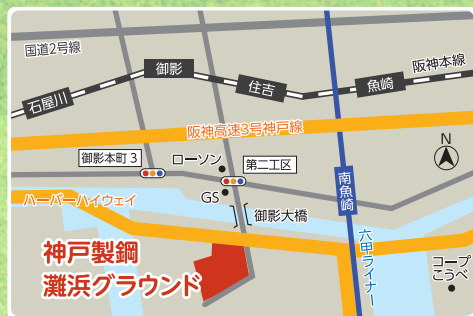 国道2号線
阪神本線
石屋川
御影
住吉
魚崎
阪神高速3号神戸線
N
御影本町3
ローソン
第二工区
GS
南魚崎
ハーバーハイウェイ
御影大橋
六甲ライナー
神戸製鋼
灘浜グラウンド
コープ
こうべ